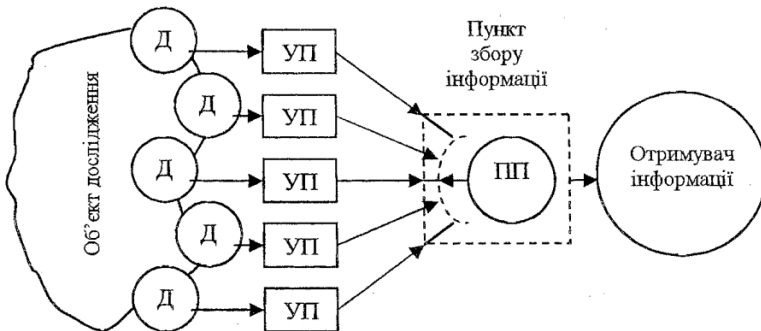 Об’єкт дослідження
Д
Д
Д
Д
Д
УП
УП
УП
УП
УП
Пункт
збору
інформації
ПП
Отримувач
інформації